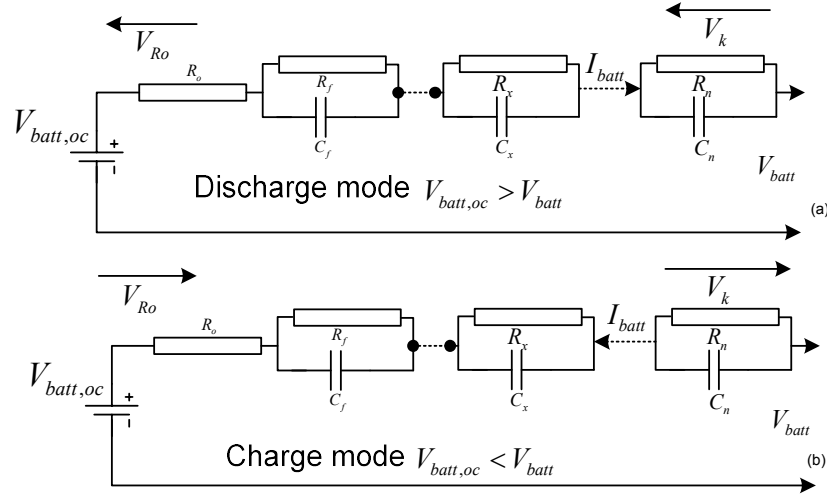 V_Ro
V_k
R_o
R_f
R_x
I_batt
R_n
V_batt,oc
+
C_f
C_x
C_n
V_batt
Discharge mode V_batt,oc > V_batt
(a)
V_Ro
V_k
R_o
R_f
R_x
I_batt
R_n
V_batt,oc
+
C_f
C_x
C_n
V_batt
Charge mode V_batt,oc < V_batt
(b)